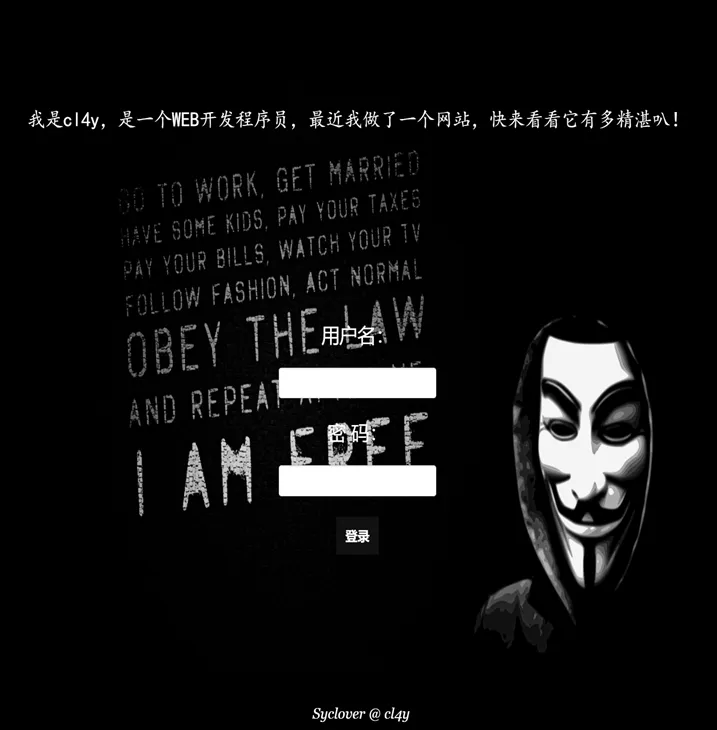 我是cl4y，是一个WEB开发程序员，最近我做了一个网站，快来看看它有多精湛叭！
GO TO WORK, GET MARRIED
HAVE SOME KIDS, PAY YOUR TAXES
PAY YOUR BILLS, WATCH YOUR TV
FOLLOW FASHION, ACT NORMAL
OBEY THE LAW
AND REPEAT
I AM FREE
用户名：
密码：
登录
Syclover @ cl4y